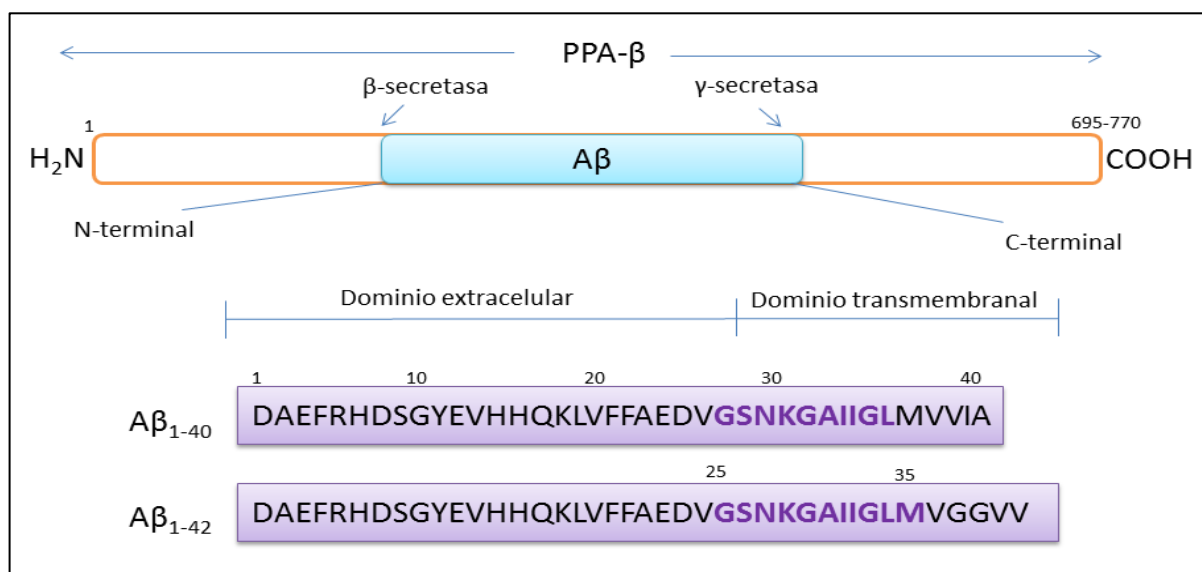 PPA-β
β-secretasa
γ-secretasa
1
695-770
H₂N
Aβ
COOH
N-terminal
C-terminal
Dominio extracelular
Dominio transmembranal
1 10 20 30 40
Aβ₁₋₄₀
DAEFRHDSGYEVHHQKLVFFAEDVGSNKGAIIGLMVVIA
25 35
Aβ₁₋₄₂
DAEFRHDSGYEVHHQKLVFFAEDVGSNKGAIIGLMVGGVV